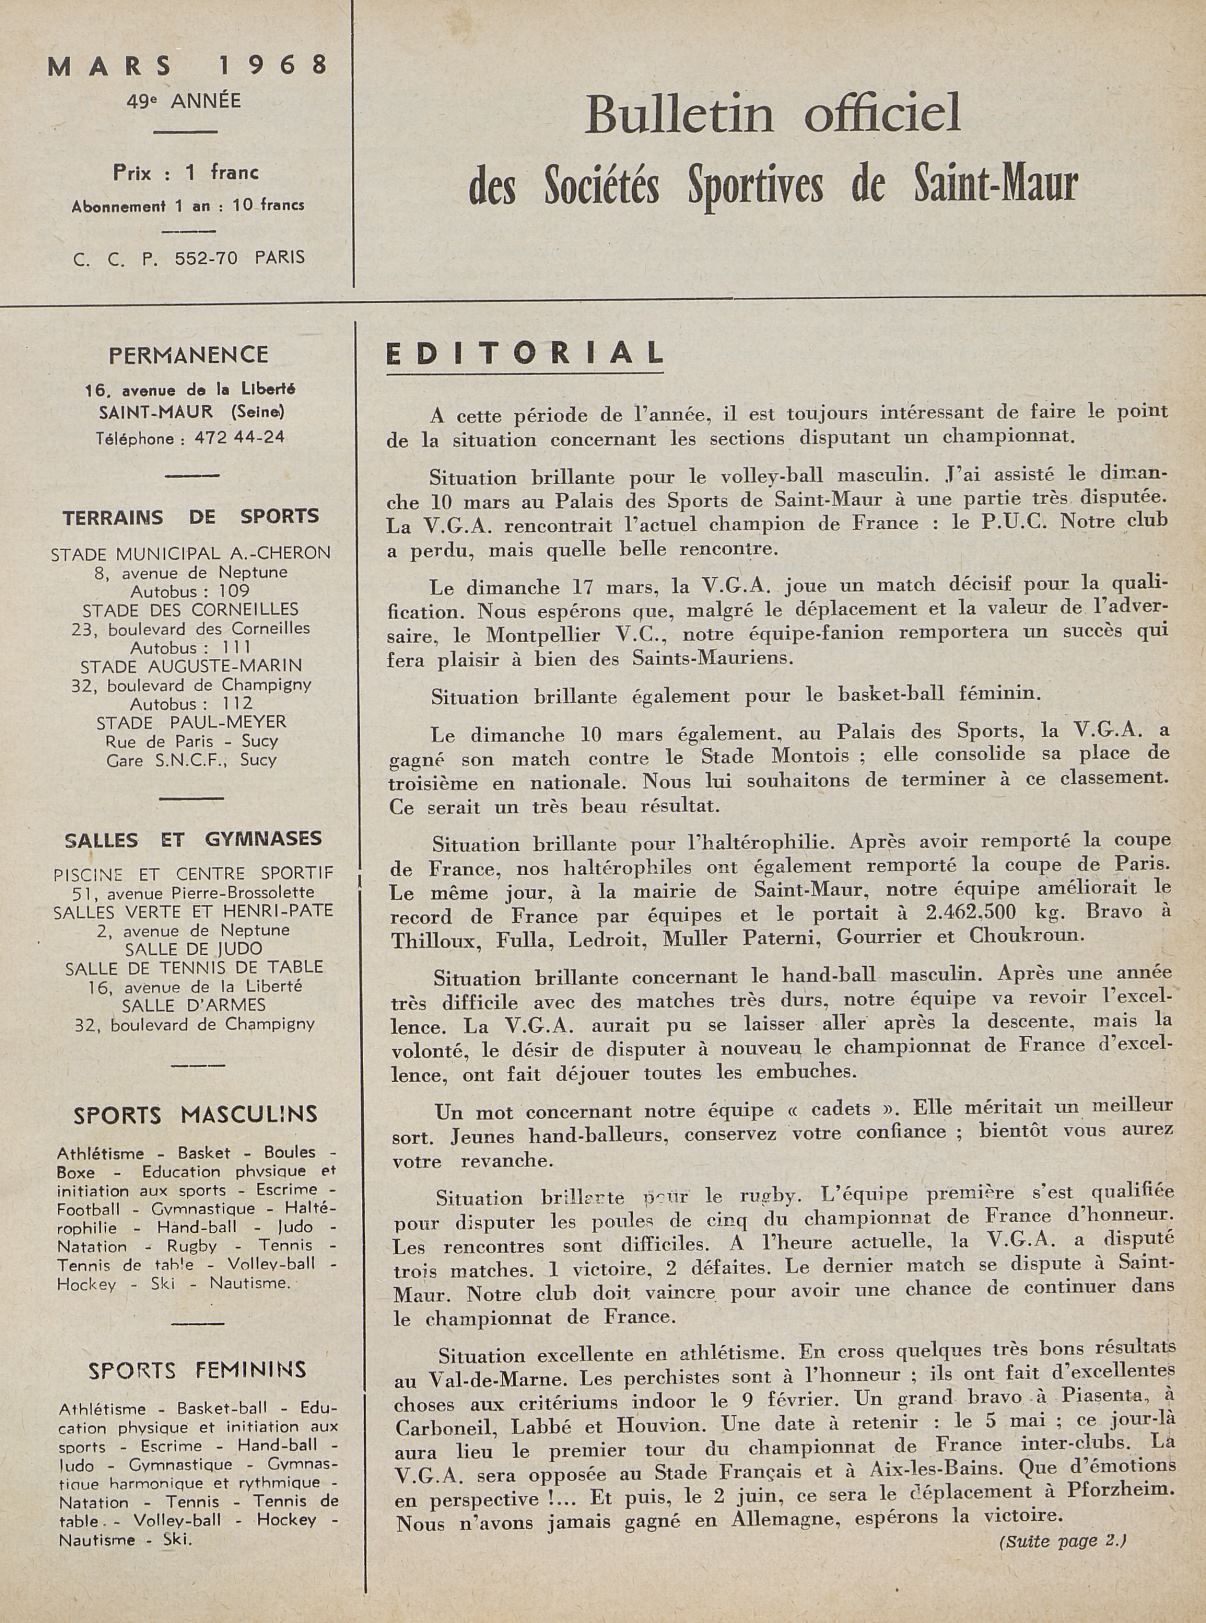 MARS 1968
49e ANNÉE
Prix : 1 franc
Abonnement 1 an : 10 francs
C. C. P. 552-70 PARIS
Bulletin officiel
des Sociétés Sportives de Saint-Maur
PERMANENCE
16, avenue de la Liberté
SAINT-MAUR (Seine)
Téléphone : 472 44-24
TERRAINS DE SPORTS
STADE MUNICIPAL A.-CHERON
8, avenue de Neptune
Autobus : 109
STADE DES CORNEILLES
23, boulevard des Corneilles
Autobus : 111
STADE AUGUSTE-MARIN
32, boulevard de Champigny
Autobus : 112
STADE PAUL-MEYER
Rue de Paris - Sucy
Gare S.N.C.F., Sucy
SALLES ET GYMNASES
PISCINE ET CENTRE SPORTIF
51, avenue Pierre-Brossolette
SALLES VERTE ET HENRI-PATE
2, avenue de Neptune
SALLE DE JUDO
SALLE DE TENNIS DE TABLE
16, avenue de la Liberté
SALLE D'ARMES
32, boulevard de Champigny
SPORTS MASCULINS
Athlétisme - Basket - Boules -
Boxe - Education physique et
initiation aux sports - Escrime -
Football - Gymnastique - Halté-
rophilie - Hand-ball - Judo -
Natation - Rugby - Tennis -
Tennis de table - Volley-ball -
Hockey - Ski - Nautisme.
SPORTS FEMININS
Athlétisme - Basket-ball - Edu-
cation physique et initiation aux
sports - Escrime - Hand-ball -
Judo - Gymnastique - Gymnas-
tique harmonique et rythmique -
Natation - Tennis - Tennis de
table. - Volley-ball - Hockey -
Nautisme - Ski.
EDITORIAL
A cette période de l'année, il est toujours intéressant de faire le point
de la situation concernant les sections disputant un championnat.
Situation brillante pour le volley-ball masculin. J'ai assisté le diman-
che 10 mars au Palais des Sports de Saint-Maur à une partie très disputée.
La V.G.A. rencontrait l'actuel champion de France : le P.U.C. Notre club
a perdu, mais quelle belle rencontre.
Le dimanche 17 mars, la V.G.A. joue un match décisif pour la quali-
fication. Nous espérons que, malgré le déplacement et la valeur de l'adver-
saire, le Montpellier V.C., notre équipe-fanion remportera un succès qui
fera plaisir à bien des Saints-Mauriens.
Situation brillante également pour le basket-ball féminin.
Le dimanche 10 mars également, au Palais des Sports, la V.G.A. a
gagné son match contre le Stade Montois ; elle consolide sa place de
troisième en nationale. Nous lui souhaitons de terminer à ce classement.
Ce serait un très beau résultat.
Situation brillante pour l'haltérophilie. Après avoir remporté la coupe
de France, nos haltérophiles ont également remporté la coupe de Paris.
Le même jour, à la mairie de Saint-Maur, notre équipe améliorait le
record de France par équipes et le portait à 2.462,500 kg. Bravo à
Thilloux, Fulla, Ledroit, Muller Paterni, Gourrier et Choukroun.
Situation brillante concernant le hand-ball masculin. Après une année
très difficile avec des matches très durs, notre équipe va revoir l'excel-
lence. La V.G.A. aurait pu se laisser aller après la descente, mais la
volonté, le désir de disputer à nouveau le championnat de France d'excel-
lence, ont fait déjouer toutes les embuches.
Un mot concernant notre équipe « cadets ». Elle méritait un meilleur
sort. Jeunes hand-balleurs, conservez votre confiance ; bientôt vous aurez
votre revanche.
Situation brillante pour le rugby. L'équipe première s'est qualifiée
pour disputer les poules de cinq du championnat de France d'honneur.
Les rencontres sont difficiles. A l'heure actuelle, la V.G.A. a disputé
trois matches. 1 victoire, 2 défaites. Le dernier match se dispute à Saint-
Maur. Notre club doit vaincre pour avoir une chance de continuer dans
le championnat de France.
Situation excellente en athlétisme. En cross quelques très bons résultats
au Val-de-Marne. Les perchistes sont à l'honneur ; ils ont fait d'excellentes
choses aux critériums indoor le 9 février. Un grand bravo à Piasenta, à
Carboneil, Labbé et Houvion. Une date à retenir : le 5 mai ; ce jour-là
aura lieu le premier tour du championnat de France inter-clubs. La
V.G.A. sera opposée au Stade Français et à Aix-les-Bains. Que d'émotions
en perspective !... Et puis, le 2 juin, ce sera le déplacement à Pforzheim.
Nous n'avons jamais gagné en Allemagne, espérons la victoire.
(Suite page 2.)